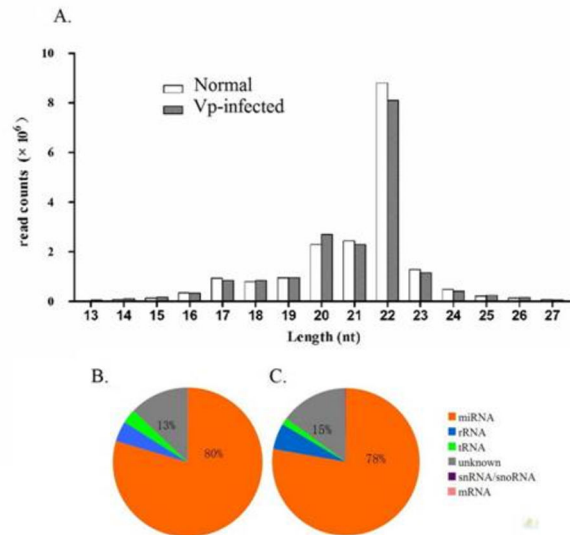 A.
10
8
6
4
2
0
read counts (× 10⁶)
Normal
Vp-infected
13 14 15 16 17 18 19 20 21 22 23 24 25 26 27
Length (nt)
B.
C.
13%
80%
15%
78%
miRNA
rRNA
tRNA
unknown
snRNA/snoRNA
mRNA